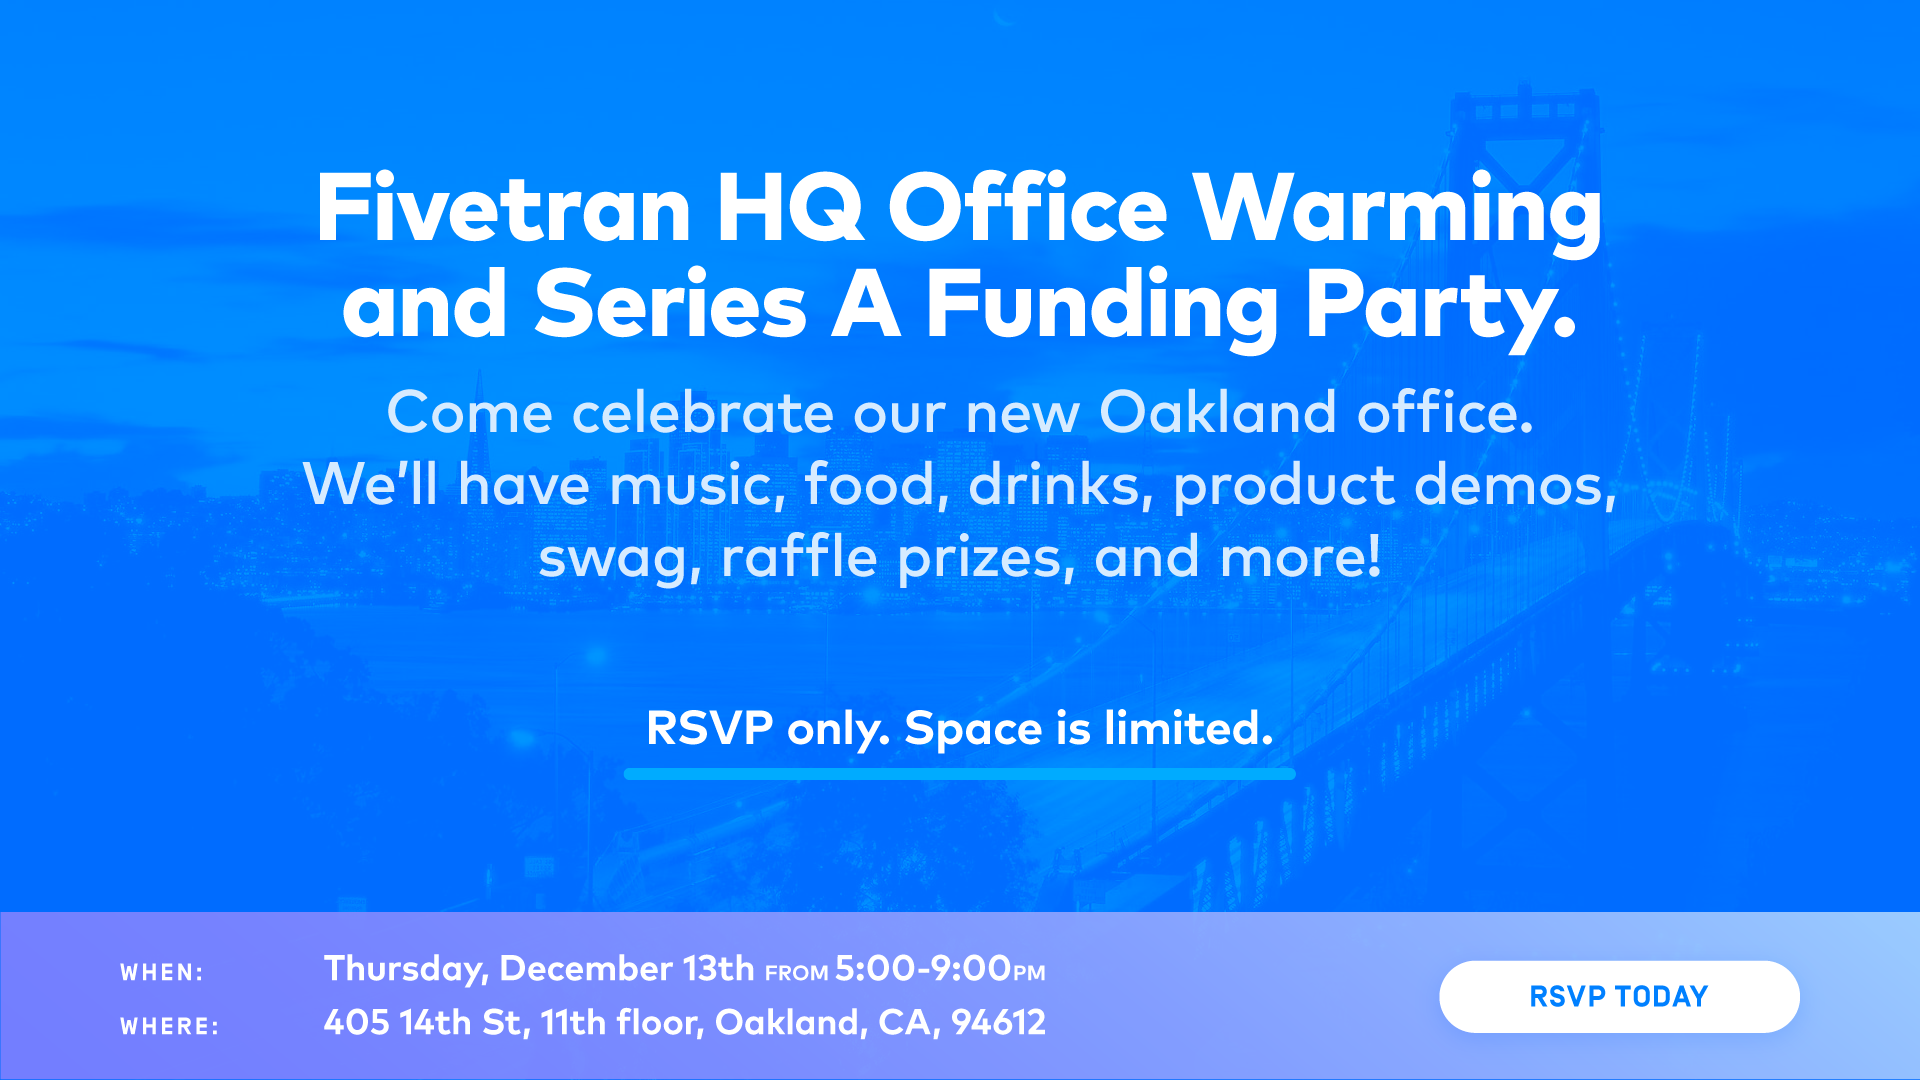 Fivetran HQ Office Warming
and Series A Funding Party.
Come celebrate our new Oakland office.
We’ll have music, food, drinks, product demos,
swag, raffle prizes, and more!
RSVP only. Space is limited.
WHEN: Thursday, December 13th FROM 5:00-9:00PM
WHERE: 405 14th St, 11th floor, Oakland, CA, 94612
RSVP TODAY